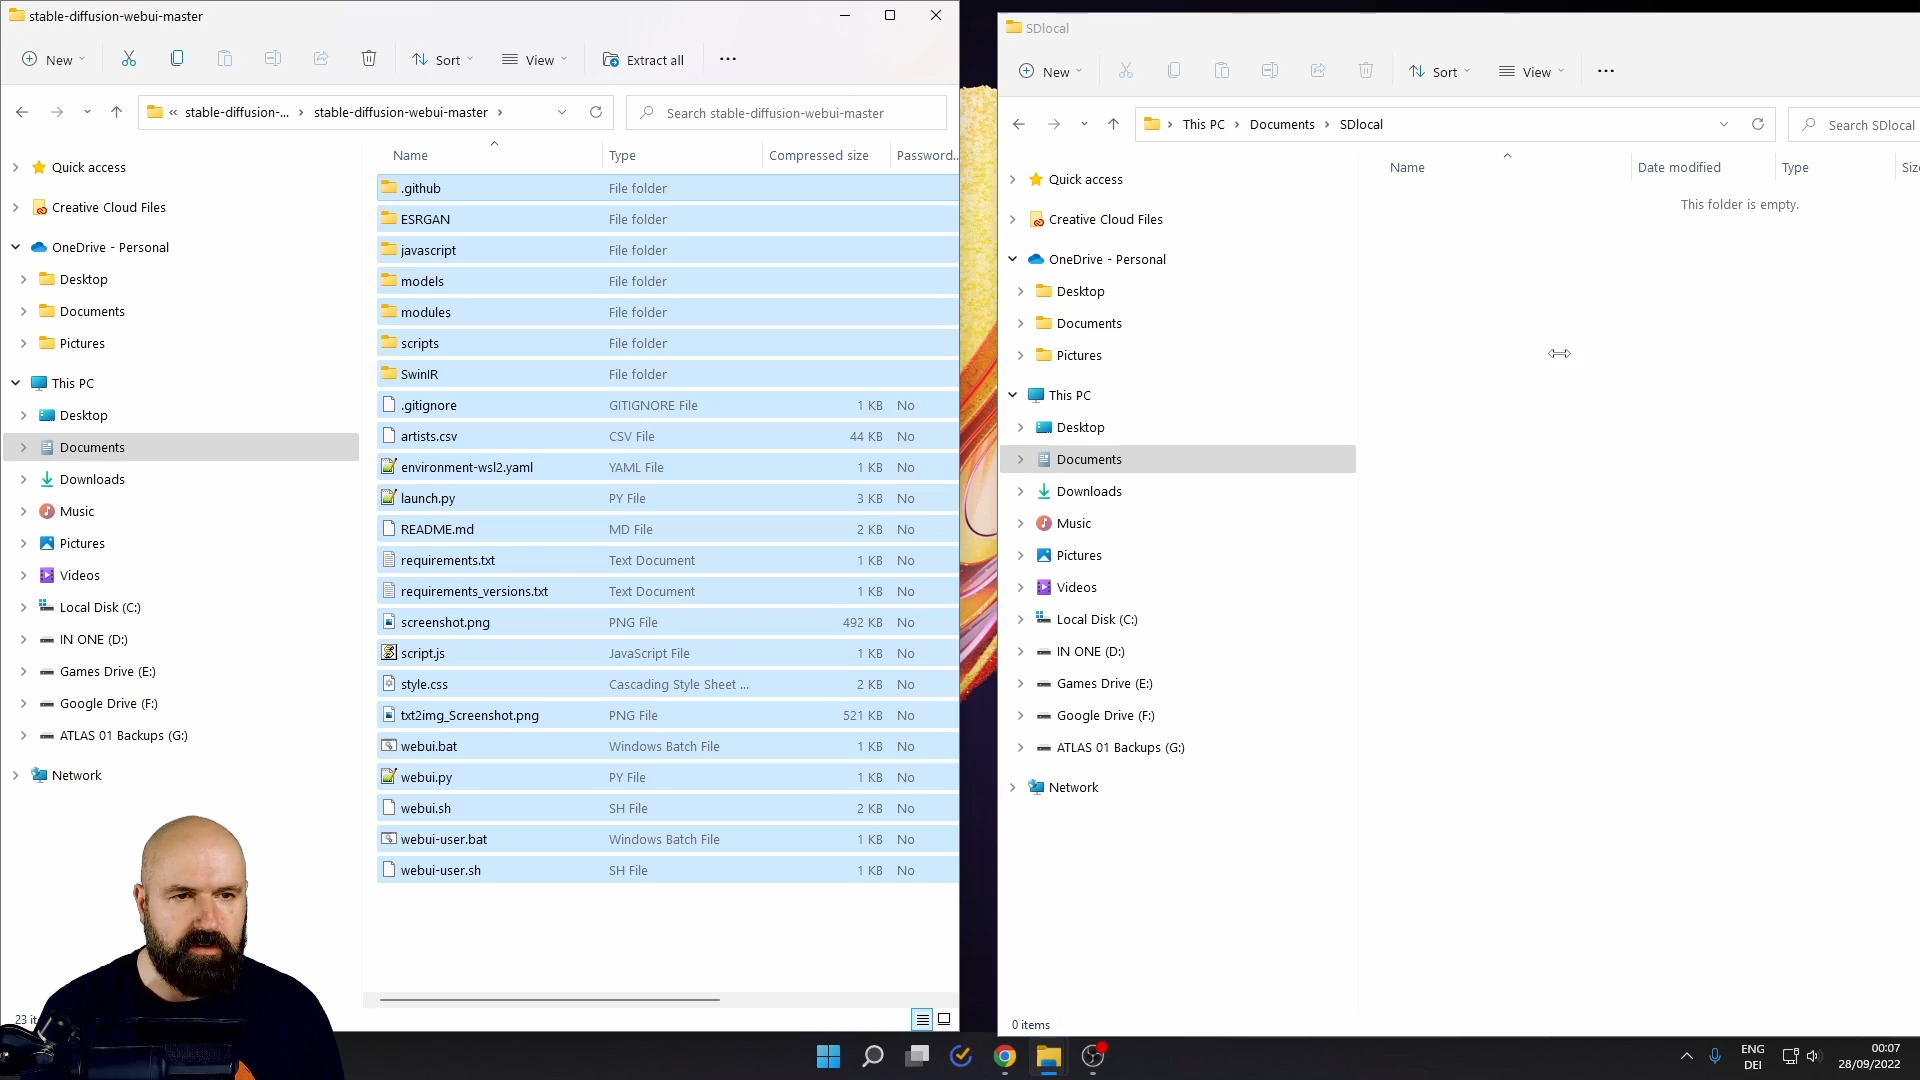 stable-diffusion-webui-master
New
Sort
View
Extract all
stable-diffusion-...
stable-diffusion-webui-master
Search stable-diffusion-webui-master
Name
Type
Compressed size
Password...
Quick access
Creative Cloud Files
OneDrive - Personal
Desktop
Documents
Pictures
This PC
Desktop
Documents
Downloads
Music
Pictures
Videos
Local Disk (C:)
IN ONE (D:)
Games Drive (E:)
Google Drive (F:)
ATLAS 01 Backups (G:)
Network
.github File folder
ESRGAN File folder
javascript File folder
models File folder
modules File folder
scripts File folder
SwinIR File folder
.gitignore GITIGNORE File 1 KB No
artists.csv CSV File 44 KB No
environment-wsl2.yaml YAML File 1 KB No
launch.py PY File 3 KB No
README.md MD File 2 KB No
requirements.txt Text Document 1 KB No
requirements_versions.txt Text Document 1 KB No
screenshot.png PNG File 492 KB No
script.js JavaScript File 1 KB No
style.css Cascading Style Sheet ... 2 KB No
txt2img_Screenshot.png PNG File 521 KB No
webui.bat Windows Batch File 1 KB No
webui.py PY File 1 KB No
webui.sh SH File 2 KB No
webui-user.bat Windows Batch File 1 KB No
webui-user.sh SH File 1 KB No
23
SDlocal
New
Sort
View
This PC
Documents
SDlocal
Search SDlocal
Name
Date modified
Type
This folder is empty.
Quick access
Creative Cloud Files
OneDrive - Personal
Desktop
Documents
Pictures
This PC
Desktop
Documents
Downloads
Music
Pictures
Videos
Local Disk (C:)
IN ONE (D:)
Games Drive (E:)
Google Drive (F:)
ATLAS 01 Backups (G:)
Network
0 items
ENG
DEI
00:07
28/09/2022